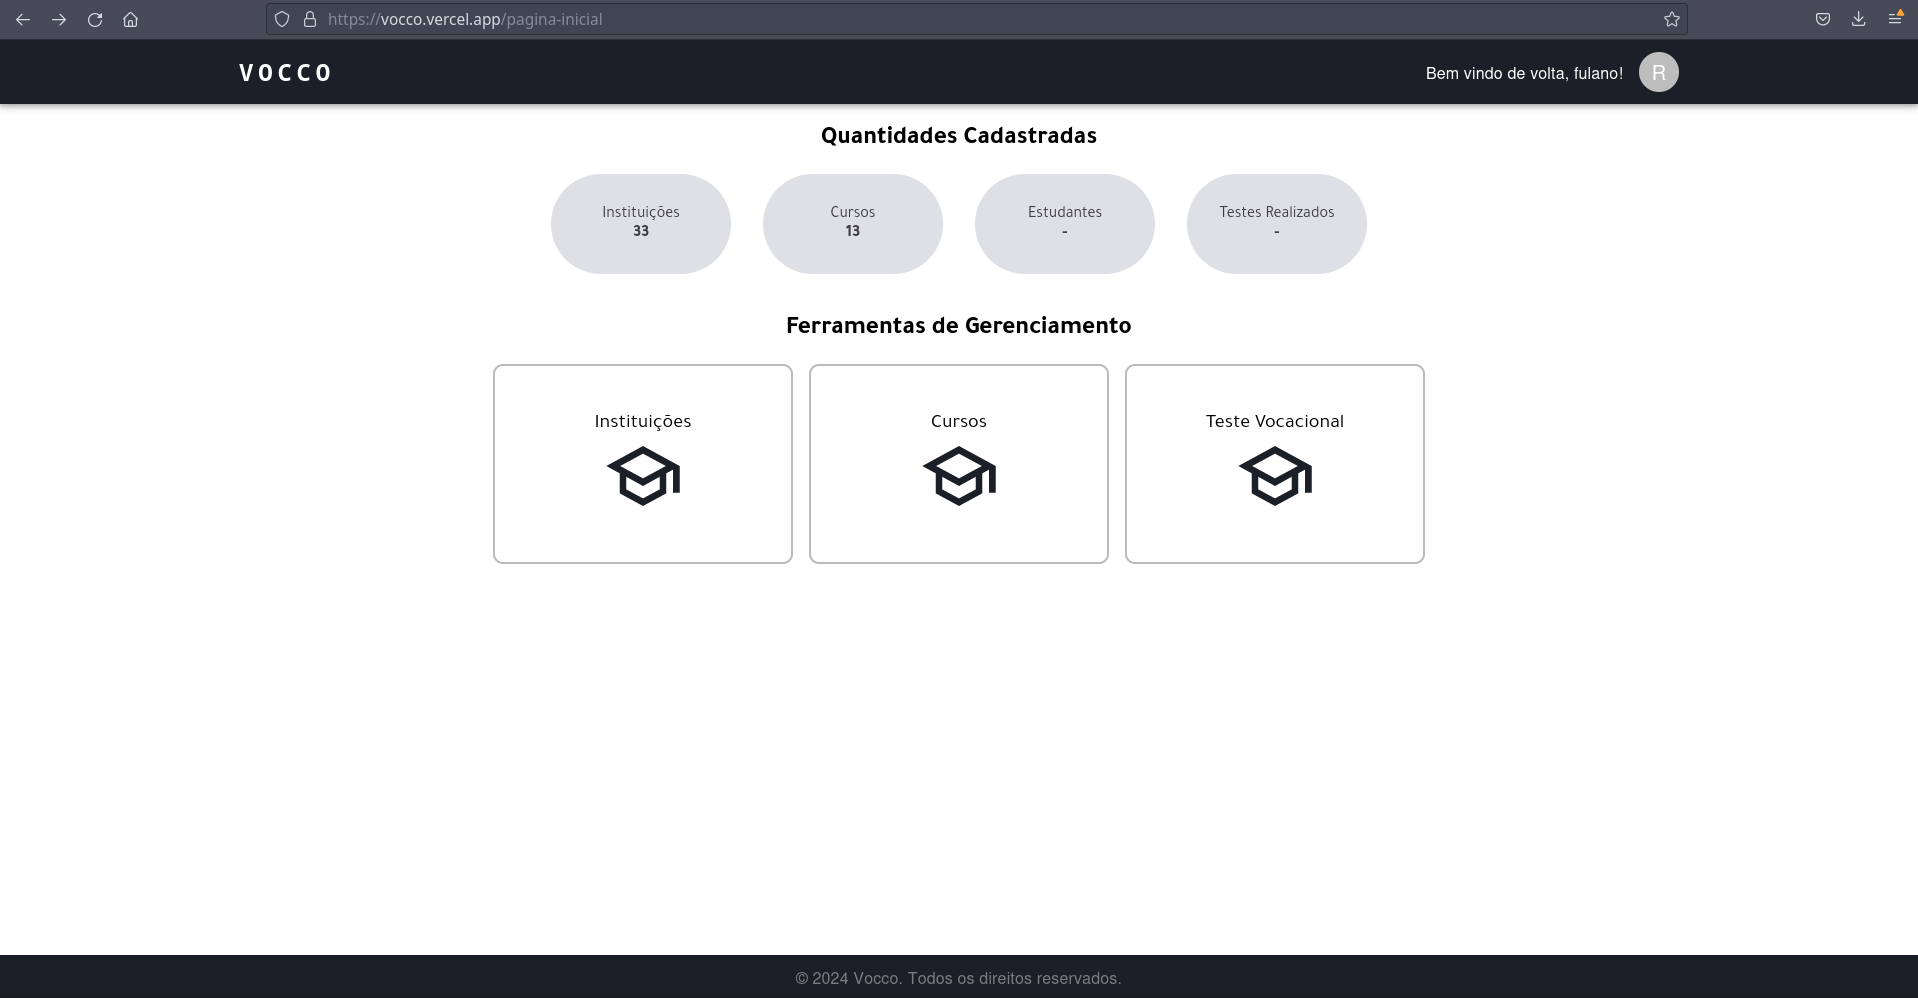 https://vocco.vercel.app/pagina-inicial
VOCCO
Bem vindo de volta, fulano!
R
Quantidades Cadastradas
Instituições
33
Cursos
13
Estudantes
-
Testes Realizados
-
Ferramentas de Gerenciamento
Instituições
Cursos
Teste Vocacional
© 2024 Vocco. Todos os direitos reservados.